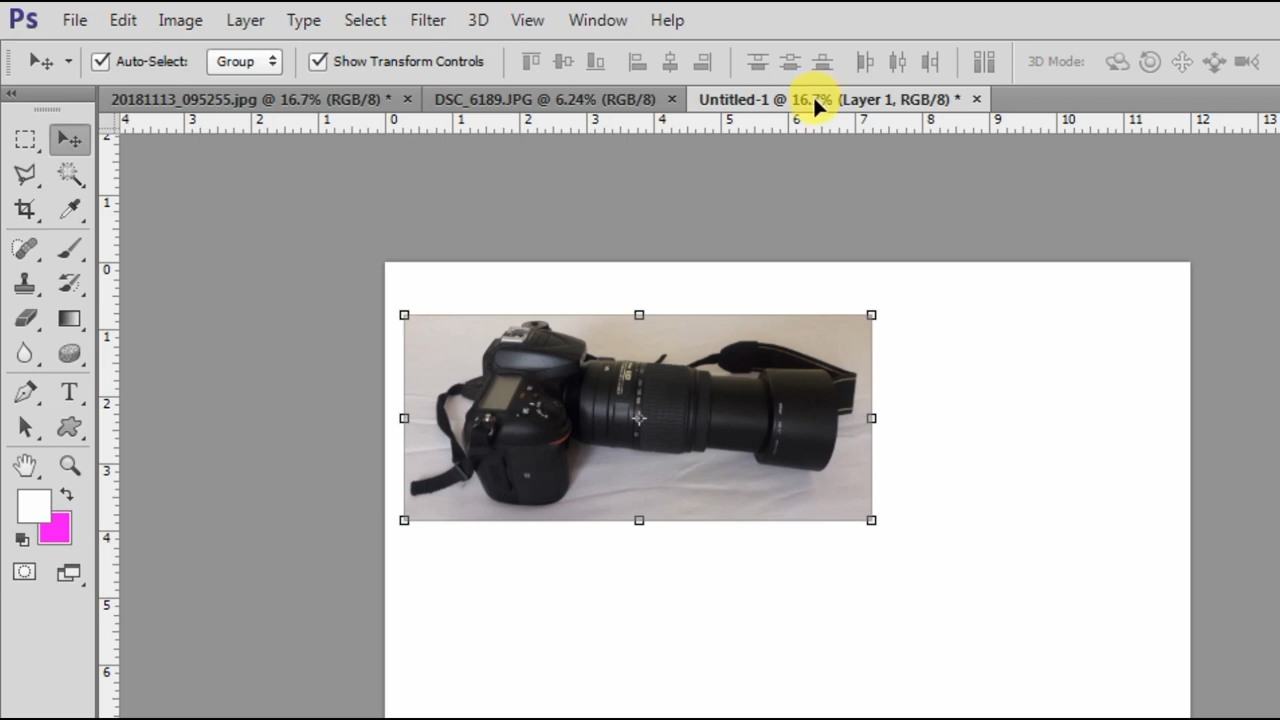 Ps File Edit Image Layer Type Select Filter 3D View Window Help
Auto-Select: Group Show Transform Controls 3D Mode:
20181113_095255.jpg @ 16.7% (RGB/8) * × DSC_6189.JPG @ 6.24% (RGB/8) × Untitled-1 @ 16.7% (Layer 1, RGB/8) * ×
4 3 2 1 0 1 2 3 4 5 6 7 8 9 10 11 12 13
2
1
0
1
2
3
4
5
6
T